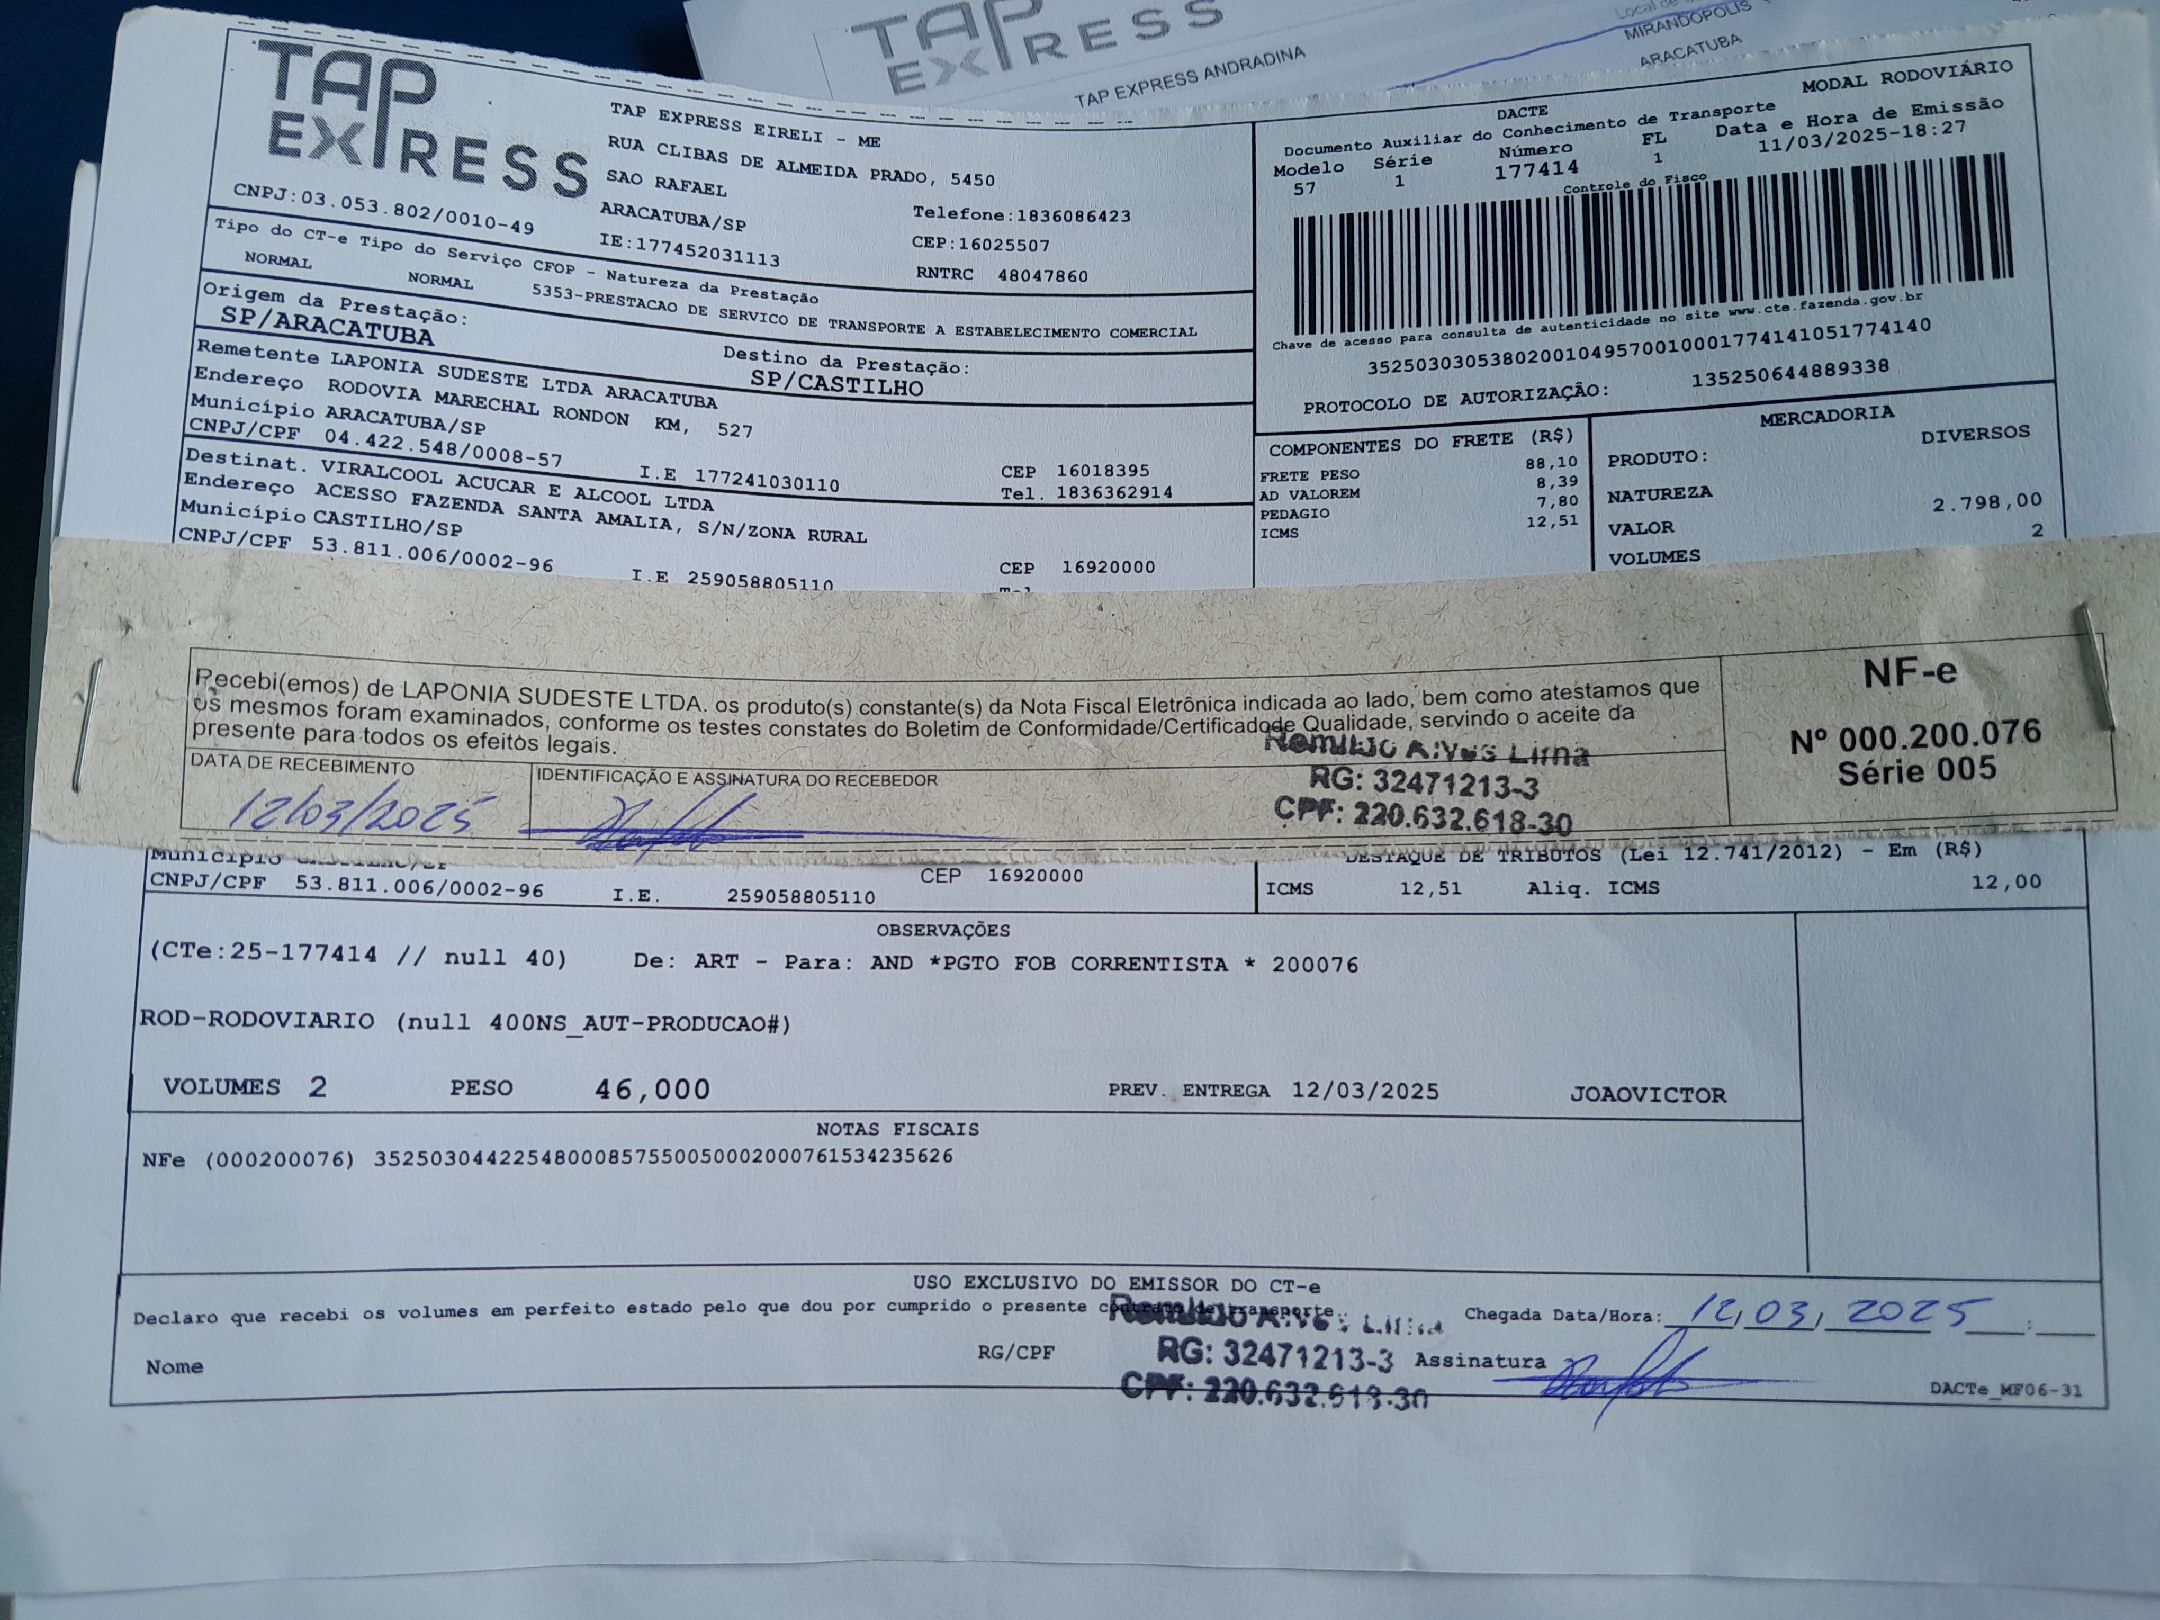 TAP EXPRESS
TAP EXPRESS ANDRADINA
MIRANDOPOLIS
ARACATUBA
TAP EXPRESS
TAP EXPRESS EIRELI - ME
RUA CLIBAS DE ALMEIDA PRADO, 5450
SAO RAFAEL
ARACATUBA/SP
Telefone:1836086423
CNPJ:03.053.802/0010-49
IE:177452031113
CEP:16025507
RNTRC 48047860
DACTE
MODAL RODOVIÁRIO
Documento Auxiliar do Conhecimento de Transporte
Modelo Série Número FL Data e Hora de Emissão
57 1 177414 1 11/03/2025-18:27
Controle do Fisco
Chave de acesso para consulta de autenticidade no site www.cte.fazenda.gov.br
35250303053802001049570010001774141051774140
PROTOCOLO DE AUTORIZAÇÃO: 135250644889338
Tipo do CT-e Tipo do Serviço CFOP - Natureza da Prestação
NORMAL NORMAL 5353-PRESTACAO DE SERVICO DE TRANSPORTE A ESTABELECIMENTO COMERCIAL
Origem da Prestação:
SP/ARACATUBA
Destino da Prestação:
SP/CASTILHO
Remetente LAPONIA SUDESTE LTDA ARACATUBA
Endereço RODOVIA MARECHAL RONDON KM, 527
Município ARACATUBA/SP
CEP 16018395
CNPJ/CPF 04.422.548/0008-57 I.E 177241030110 Tel. 1836362914
Destinat. VIRALCOOL ACUCAR E ALCOOL LTDA
Endereço ACESSO FAZENDA SANTA AMALIA, S/N/ZONA RURAL
Município CASTILHO/SP
CEP 16920000
CNPJ/CPF 53.811.006/0002-96 I.E 259058805110
COMPONENTES DO FRETE (R$)
FRETE PESO 88,10
AD VALOREM 8,39
PEDAGIO 7,80
ICMS 12,51
MERCADORIA
PRODUTO: DIVERSOS
NATUREZA
VALOR 2.798,00
VOLUMES 2
Recebi(emos) de LAPONIA SUDESTE LTDA. os produto(s) constante(s) da Nota Fiscal Eletrônica indicada ao lado, bem como atestamos que
os mesmos foram examinados, conforme os testes constates do Boletim de Conformidade/Certificadode Qualidade, servindo o aceite da
presente para todos os efeitos legais.
DATA DE RECEBIMENTO
12/03/2025
IDENTIFICAÇÃO E ASSINATURA DO RECEBEDOR
Alves Lima
RG: 32471213-3
CPF: 220.632.618-30
NF-e
Nº 000.200.076
Série 005
Município
CEP 16920000
CNPJ/CPF 53.811.006/0002-96 I.E. 259058805110
DESTAQUE DE TRIBUTOS (Lei 12.741/2012) - Em (R$)
ICMS 12,51 Aliq. ICMS 12,00
OBSERVAÇÕES
(CTe:25-177414 // null 40) De: ART - Para: AND *PGTO FOB CORRENTISTA * 200076
ROD-RODOVIARIO (null 400NS_AUT-PRODUCAO#)
VOLUMES 2 PESO 46,000 PREV. ENTREGA 12/03/2025 JOAOVICTOR
NOTAS FISCAIS
NFe (000200076) 35250304422548000857550050002000761534235626
USO EXCLUSIVO DO EMISSOR DO CT-e
Declaro que recebi os volumes em perfeito estado pelo que dou por cumprido o presente contrato de transporte.
Chegada Data/Hora: 12, 03, 2025 :
Alves Lima
Nome RG/CPF
RG: 32471213-3
CPF: 220.632.618-30
Assinatura
DACTe_MF06-31